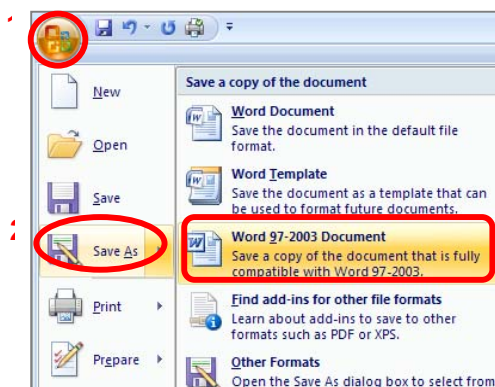 New
Open
Save
Save As
Print
Prepare
Save a copy of the document
Word Document
Save the document in the default file
format.
Word Template
Save the document as a template that can
be used to format future documents.
Word 97-2003 Document
Save a copy of the document that is fully
compatible with Word 97-2003.
Find add-ins for other file formats
Learn about add-ins to save to other
formats such as PDF or XPS.
Other Formats
Open the Save As dialog box to select from